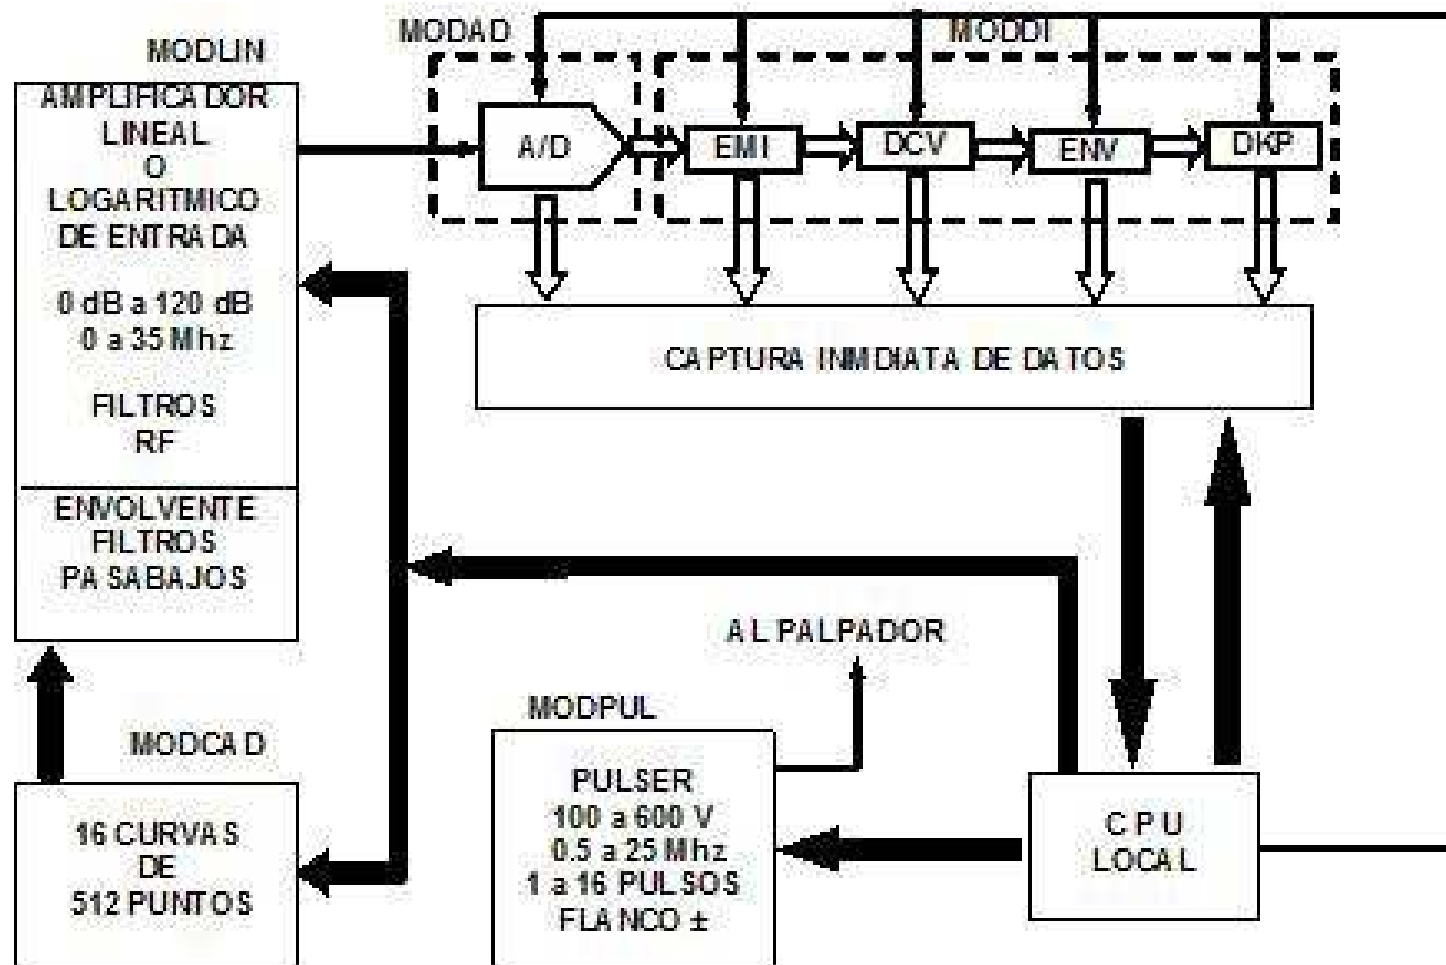 MODLIN
AMPLIFICADOR
LINEAL
O
LOGARITMICO
DE ENTRADA
0 dB a 120 dB
0 a 35 Mhz
FILTROS
RF
ENVOLVENTE
FILTROS
PASABAJOS
MODAD
MODDI
A/D
EMI
DCV
ENV
DKP
CAPTURA INMDIATA DE DATOS
AL PALPADOR
MODPUL
PULSER
100 a 600 V
0.5 a 25 Mhz
1 a 16 PULSOS
FLANCO ±
MODCAD
16 CURVAS
DE
512 PUNTOS
CPU
LOCAL